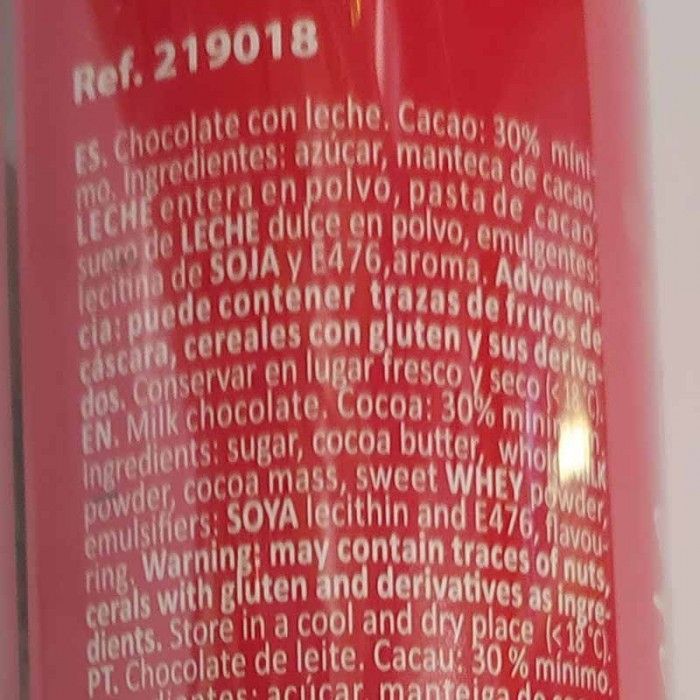 Ref. 219018
ES. Chocolate con leche. Cacao: 30% míni-
mo. Ingredientes: azúcar, manteca de cacao,
LECHE entera en polvo, pasta de cacao,
suero de LECHE dulce en polvo, emulgentes:
lecitina de SOJA y E476,aroma. Adverten-
cia: puede contener trazas de frutos de
cáscara, cereales con gluten y sus deriva-
dos. Conservar en lugar fresco y seco (< 18°C).
EN. Milk chocolate. Cocoa: 30%
Ingredients: sugar, cocoa butter,
powder, cocoa mass, sweet WHEY powder,
emulsifiers: SOYA lecithin and E476, flavou-
ring. Warning: may contain traces of nuts,
cerals with gluten and derivatives as ingre-
dients. Store in a cool and dry place (< 18°C).
PT. Chocolate de leite. Cacau: 30 % mínimo.
açúcar, manteiga de